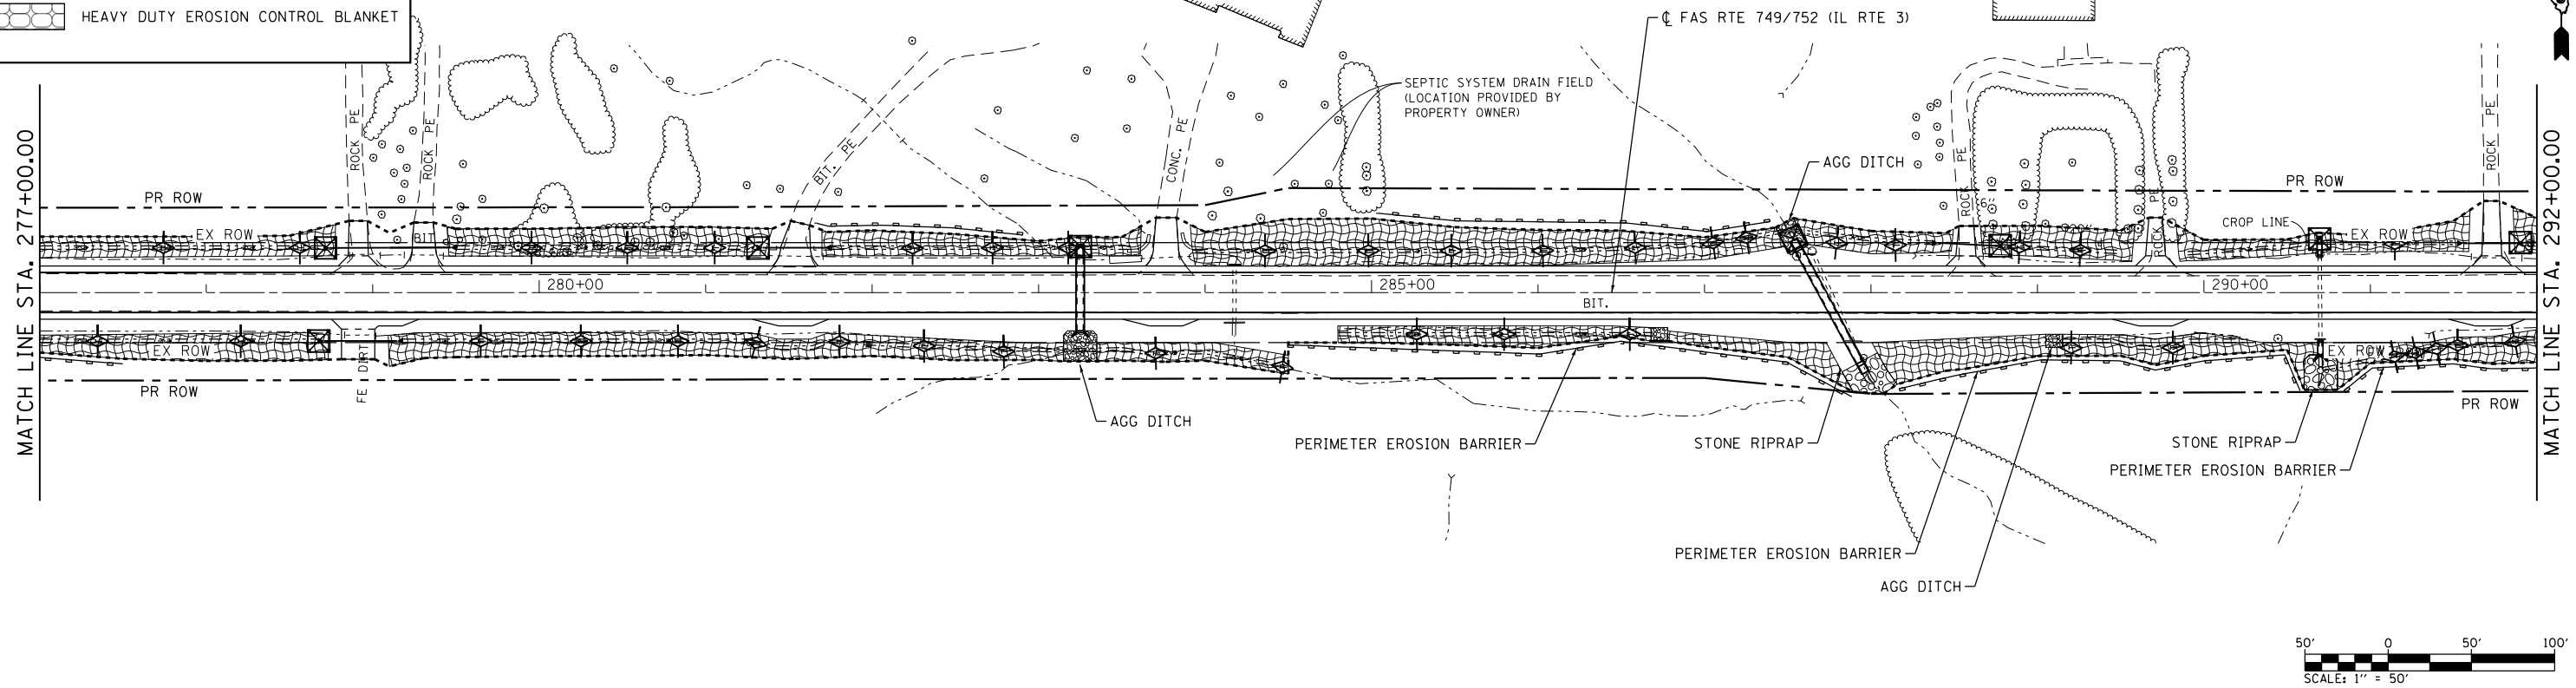 HEAVY DUTY EROSION CONTROL BLANKET
℄ FAS RTE 749/752 (IL RTE 3)
SEPTIC SYSTEM DRAIN FIELD
(LOCATION PROVIDED BY
PROPERTY OWNER)
MATCH LINE STA. 277+00.00
MATCH LINE STA. 292+00.00
ROCK PE
ROCK PE
BIT. PE
CONC. PE
AGG DITCH
ROCK PE
6"
ROCK PE
ROCK PE
PR ROW
PR ROW
EX ROW
BIT
CROP LINE
EX ROW
280+00
285+00
290+00
BIT.
EX ROW
FE DIRT
EX ROW
PR ROW
PR ROW
AGG DITCH
PERIMETER EROSION BARRIER
STONE RIPRAP
STONE RIPRAP
PERIMETER EROSION BARRIER
PERIMETER EROSION BARRIER
AGG DITCH
50' 0 50' 100'
SCALE: 1" = 50'